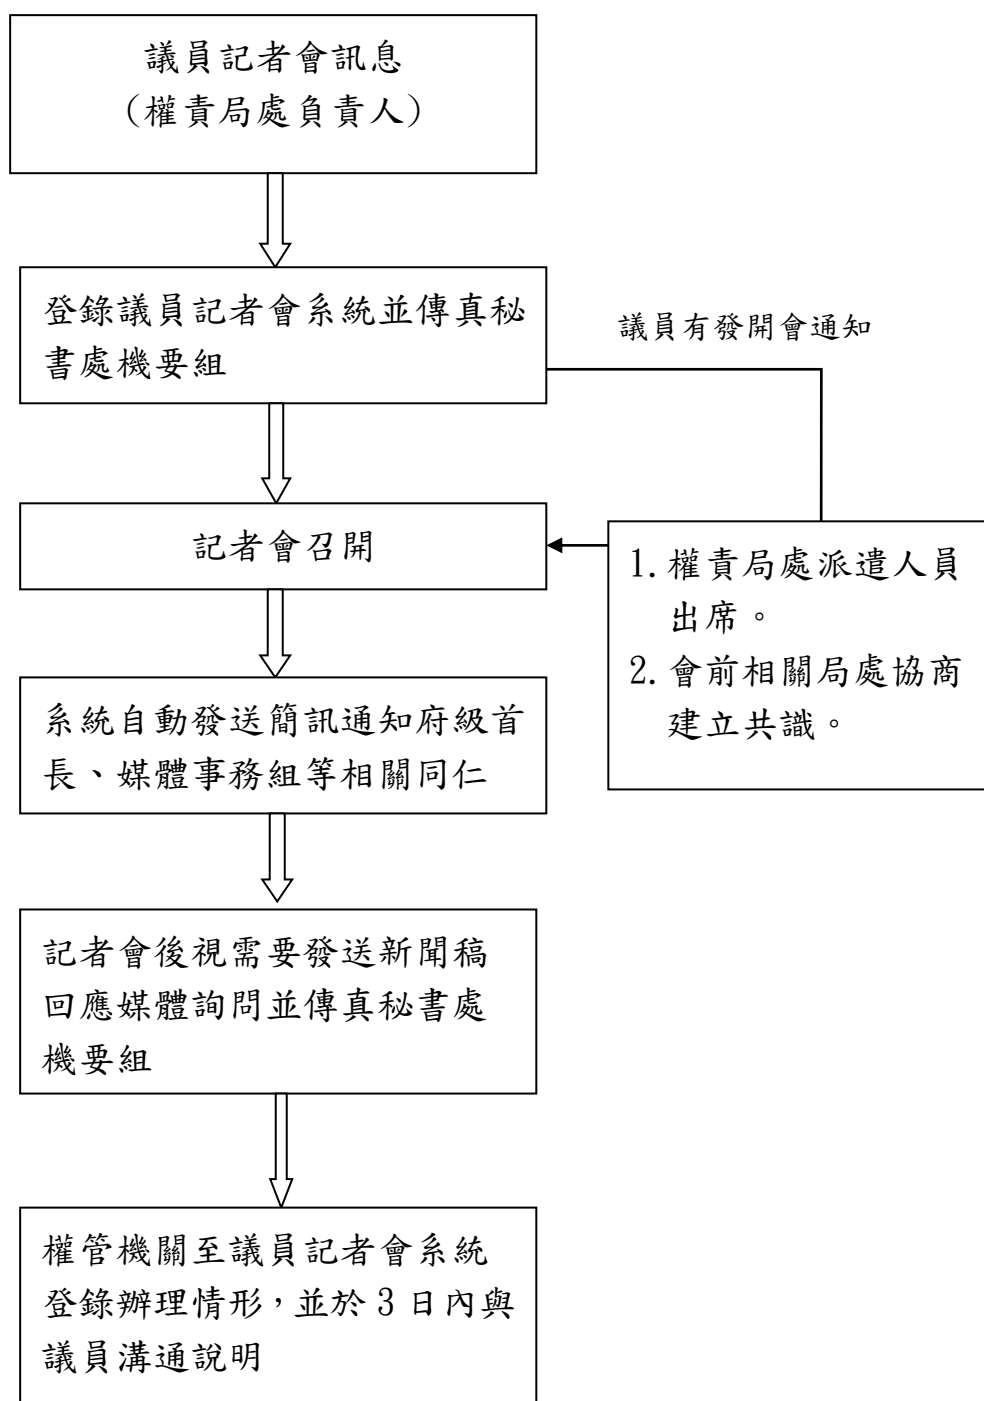 議員記者會訊息
（權責局處負責人）
登錄議員記者會系統並傳真秘
書處機要組
議員有發開會通知
記者會召開
1. 權責局處派遣人員
出席。
2. 會前相關局處協商
建立共識。
系統自動發送簡訊通知府級首
長、媒體事務組等相關同仁
記者會後視需要發送新聞稿
回應媒體詢問並傳真秘書處
機要組
權管機關至議員記者會系統
登錄辦理情形，並於 3 日內與
議員溝通說明